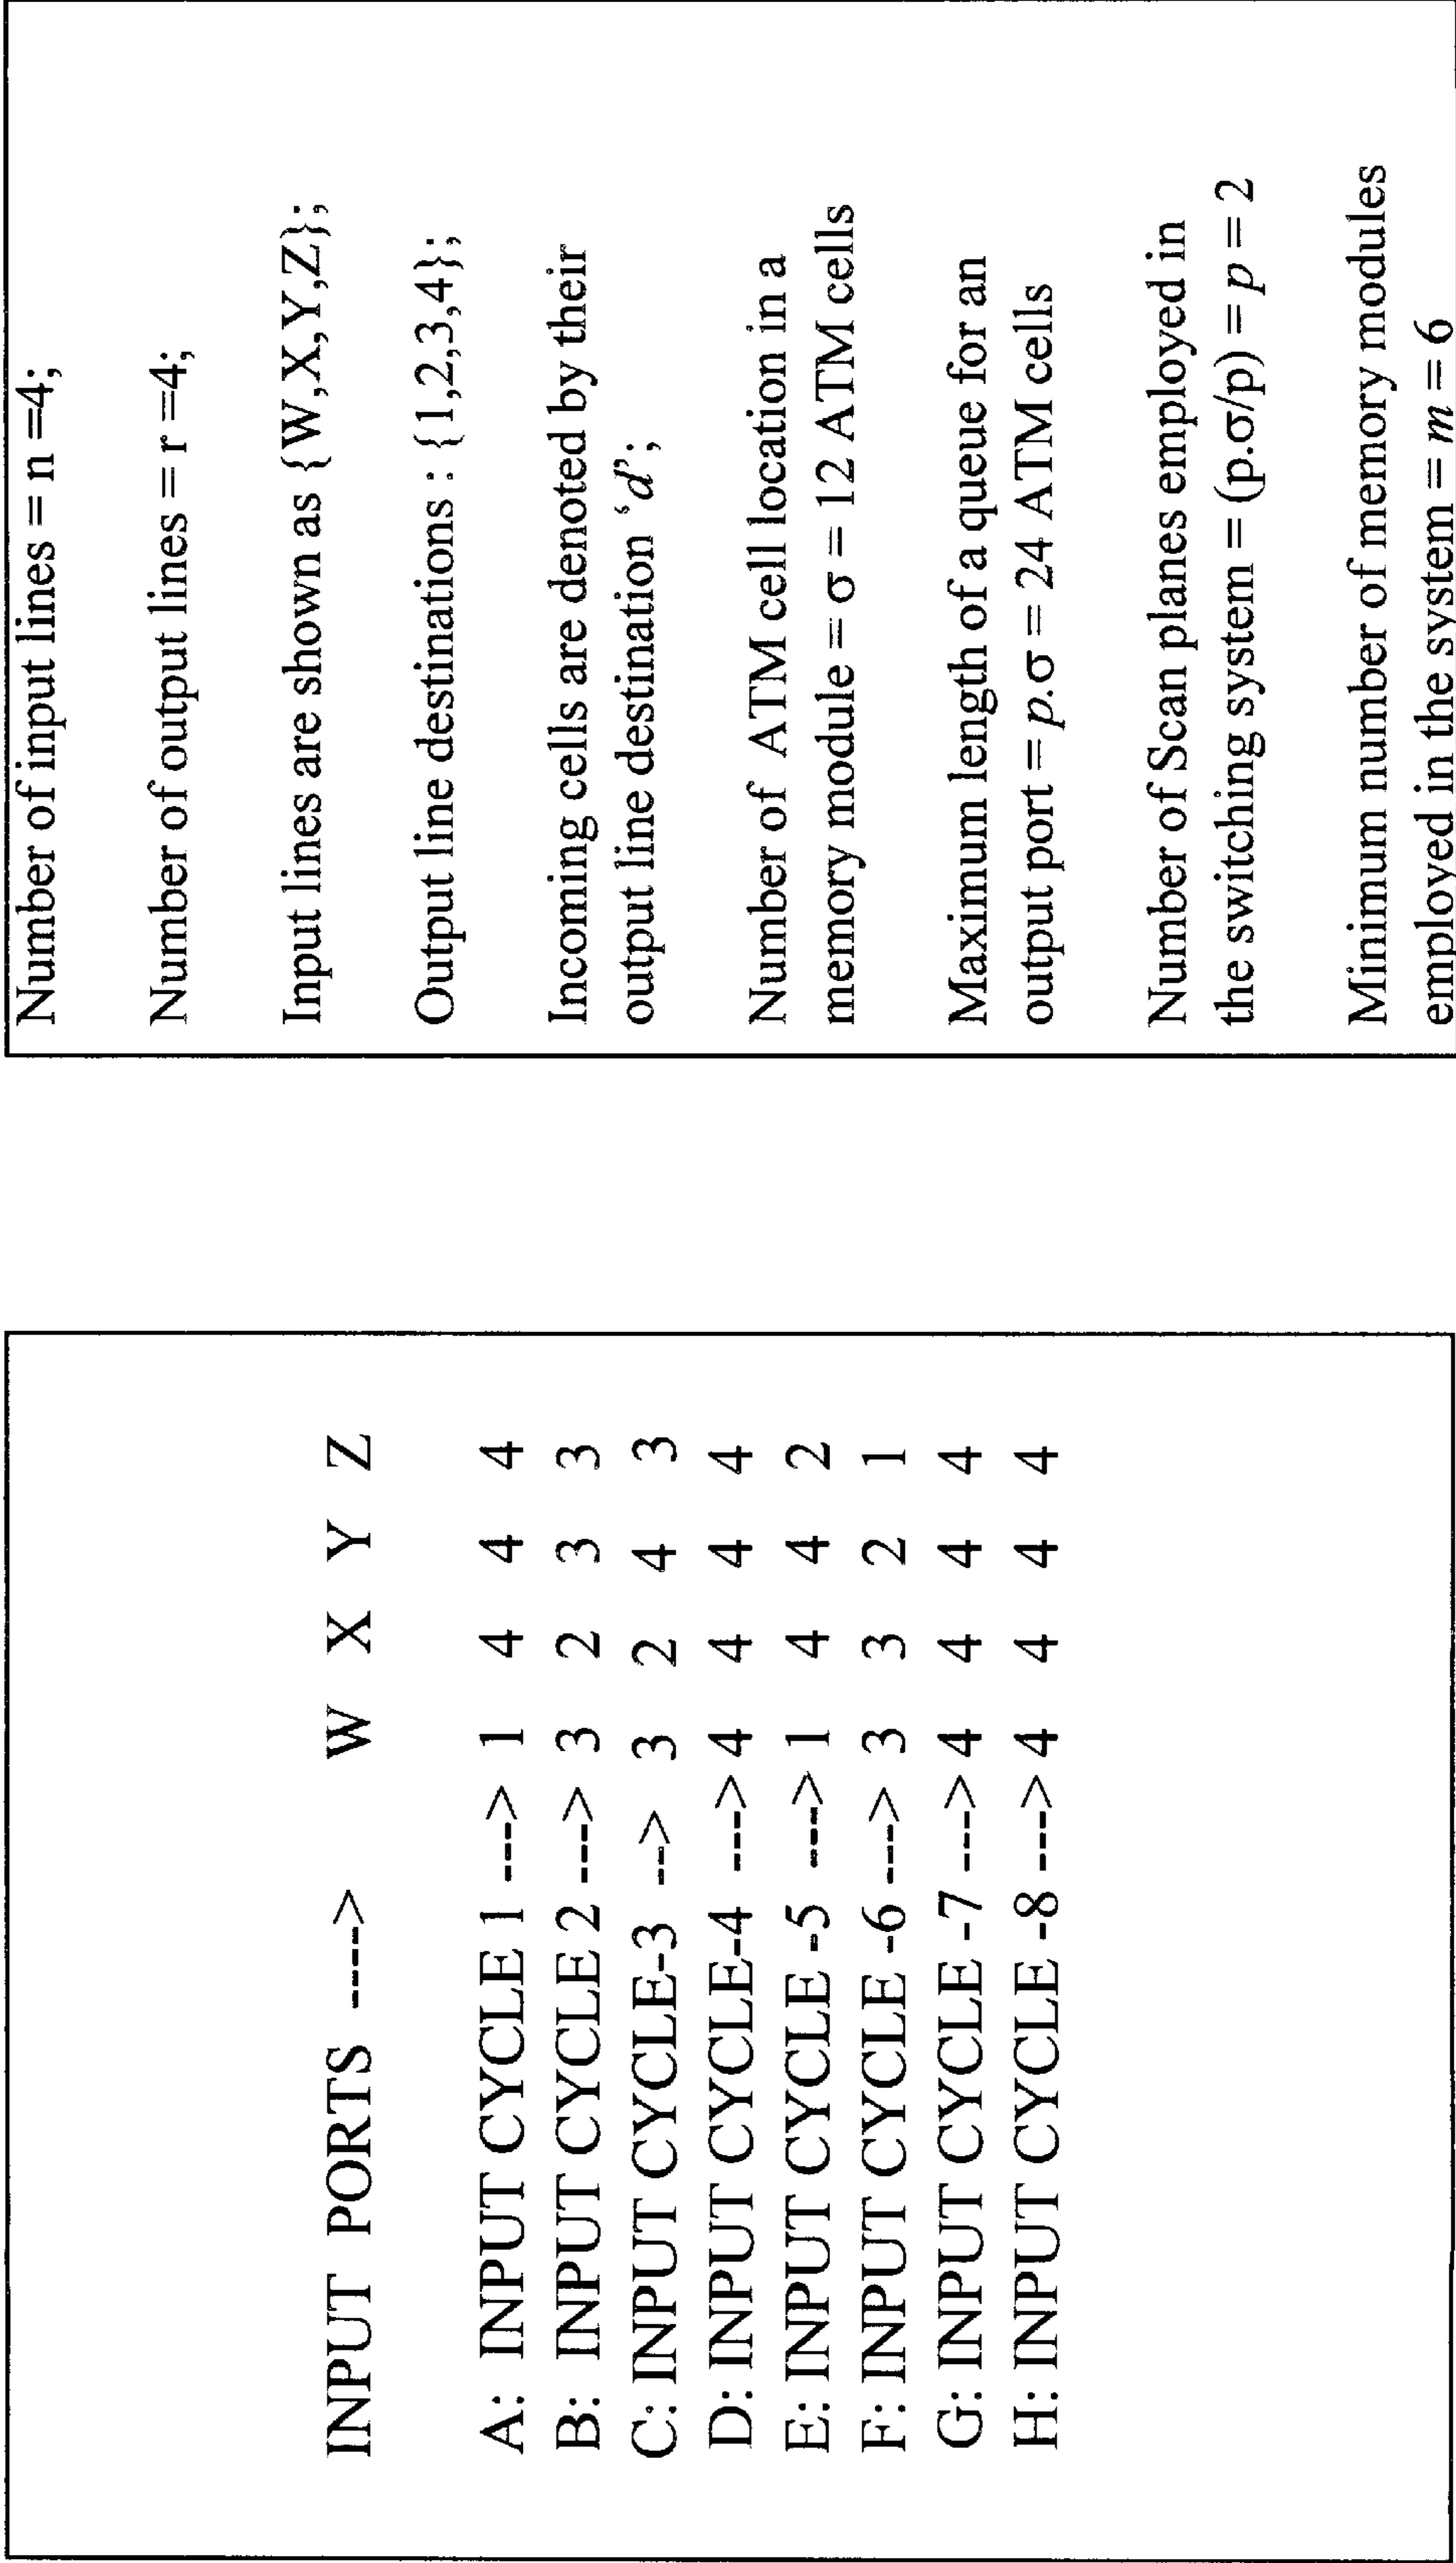 INPUT PORTS ----> W X Y Z
A: INPUT CYCLE 1 ---> 1 4 4 4
B: INPUT CYCLE 2 ---> 3 2 3 3
C: INPUT CYCLE-3 --> 3 2 4 3
D: INPUT CYCLE-4 ---> 4 4 4 4
E: INPUT CYCLE -5 ---> 1 4 4 2
F: INPUT CYCLE -6 ---> 3 3 2 1
G: INPUT CYCLE -7 ---> 4 4 4 4
H: INPUT CYCLE -8 ---> 4 4 4 4
Number of input lines = n =4;
Number of output lines = r =4;
Input lines are shown as {W,X,Y,Z};
Output line destinations : {1,2,3,4};
Incoming cells are denoted by their
output line destination ‘d’;
Number of ATM cell location in a
memory module = σ = 12 ATM cells
Maximum length of a queue for an
output port = p.σ = 24 ATM cells
Number of Scan planes employed in
the switching system = (p.σ/p) = p = 2
Minimum number of memory modules
employed in the system = m = 6